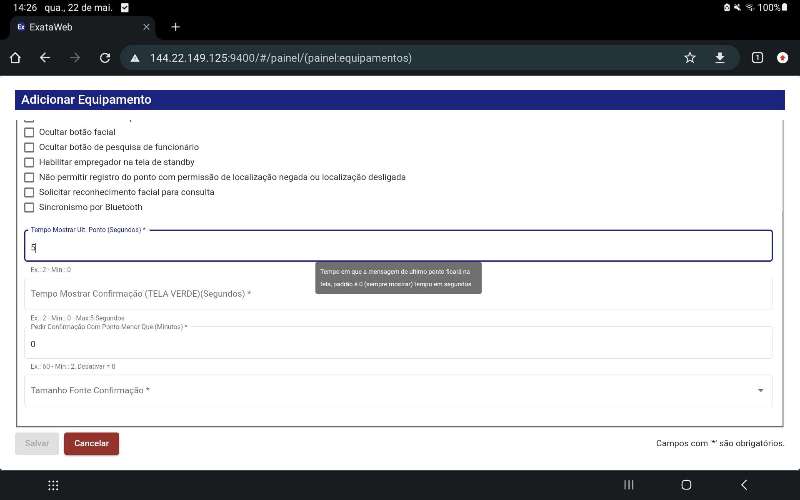 14:26 qua., 22 de mai.
100%
Ex ExataWeb
144.22.149.125:9400/#/painel/(painel:equipamentos)
1
Adicionar Equipamento
Ocultar botão facial
Ocultar botão de pesquisa de funcionário
Habilitar empregador na tela de standby
Não permitir registro do ponto com permissão de localização negada ou localização desligada
Solicitar reconhecimento facial para consulta
Sincronismo por Bluetooth
Tempo Mostrar Ult. Ponto (Segundos) *
5
Ex.: 2 - Min.: 0
Tempo em que a mensagem de ultimo ponto ficará na
tela, padrão é 0 (sempre mostrar) tempo em segundos
Tempo Mostrar Confirmação (TELA VERDE)(Segundos) *
Ex.: 2 - Min.: 0 - Max 5 Segundos
Pedir Confirmação Com Ponto Menor Que (Minutos) *
0
Ex.: 60 - Min.: 2, Desativar = 0
Tamanho Fonte Confirmação *
Salvar
Cancelar
Campos com '*' são obrigatórios.